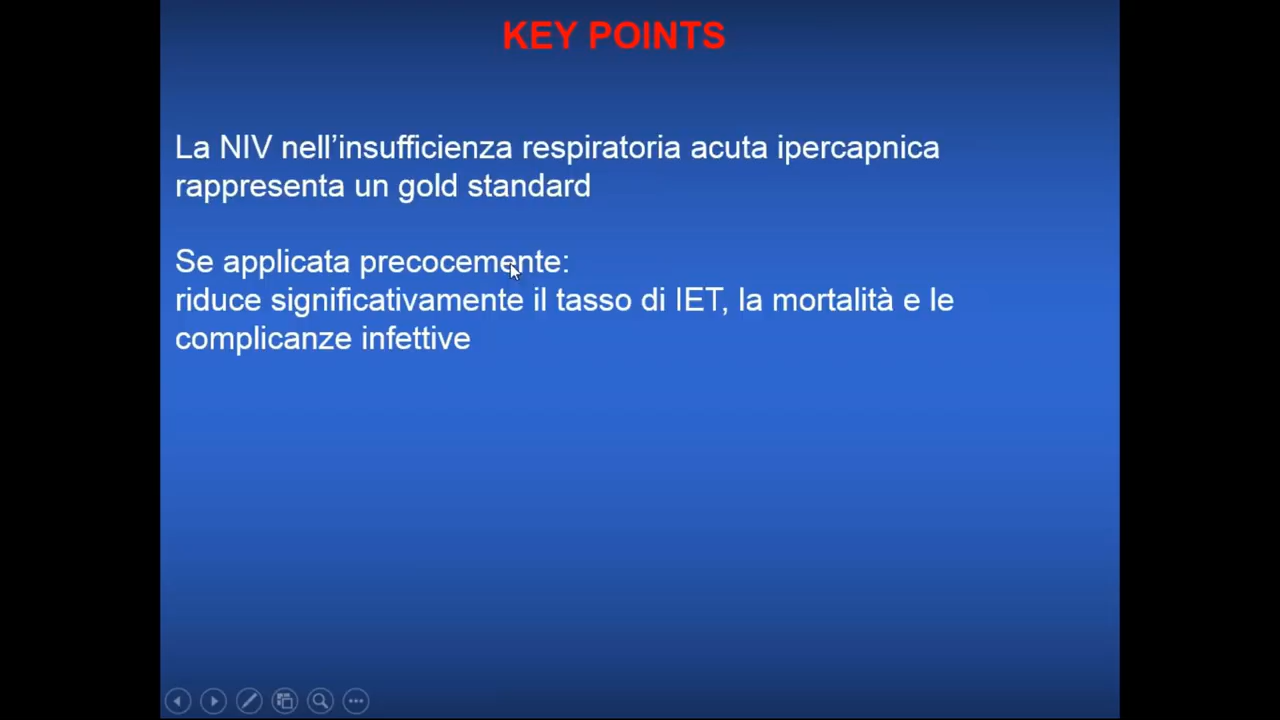 KEY POINTS
La NIV nell’insufficienza respiratoria acuta ipercapnica
rappresenta un gold standard
Se applicata precocemente:
riduce significativamente il tasso di IET, la mortalità e le
complicanze infettive